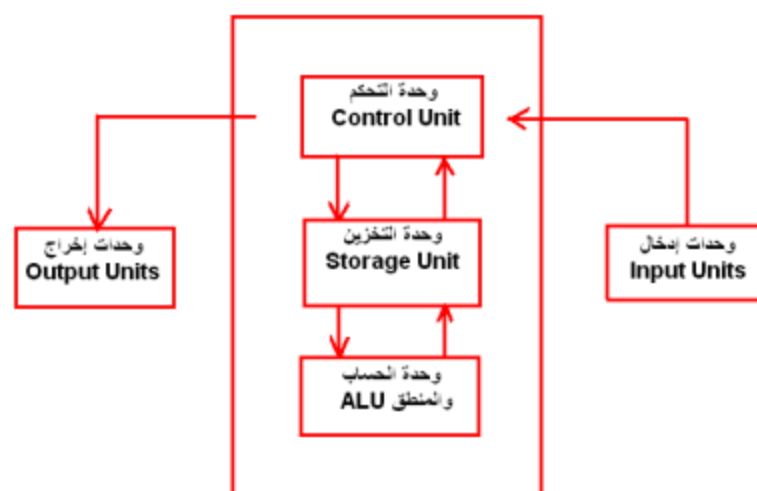 وحدة التحكم
Control Unit
وحدات إخراج
Output Units
وحدة التخزين
Storage Unit
وحدات إدخال
Input Units
وحدة الحساب
والمنطق ALU